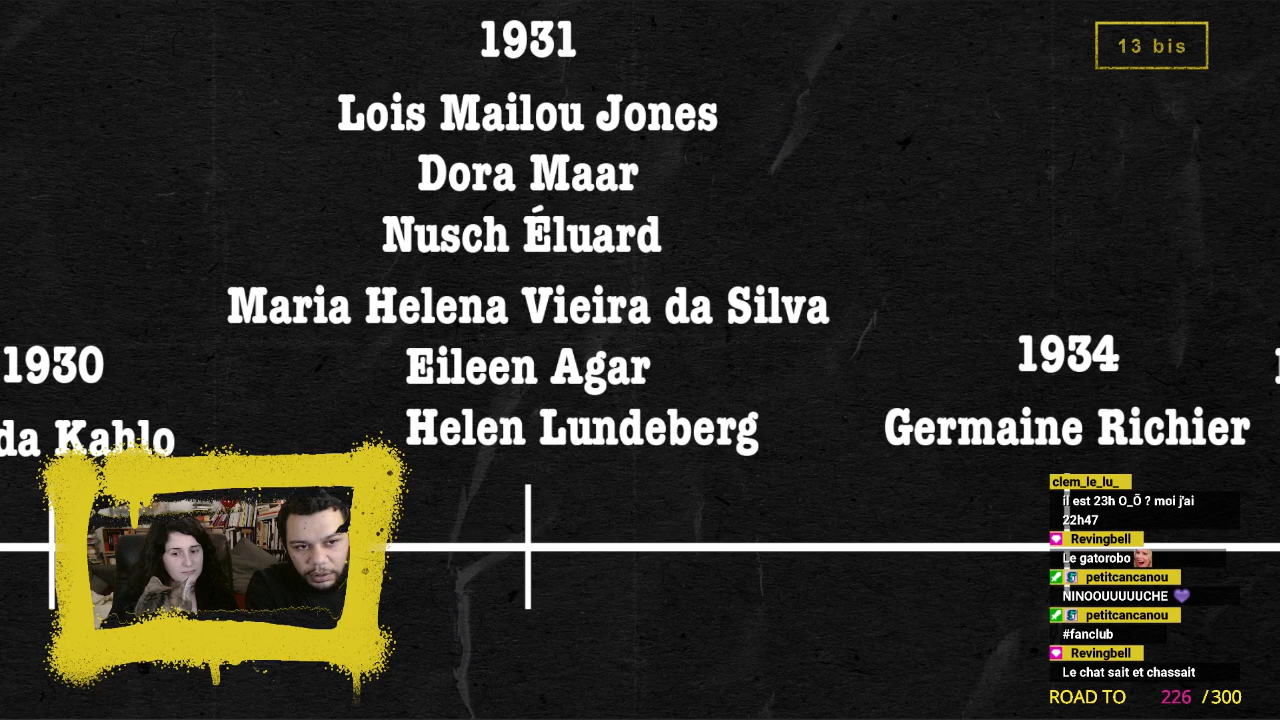 1931
13 bis
Lois Mailou Jones
Dora Maar
Nusch Éluard
Maria Helena Vieira da Silva
1930
Eileen Agar
1934
da Kahlo
Helen Lundeberg
Germaine Richier
clem_le_lu_
il est 23h O_Ō ? moi j'ai
22h47
Revingbell
Le gatorobo
petitcancanou
NINOOUUUUUCHE
petitcancanou
#fanclub
Revingbell
Le chat sait et chassait
ROAD TO 226 /300